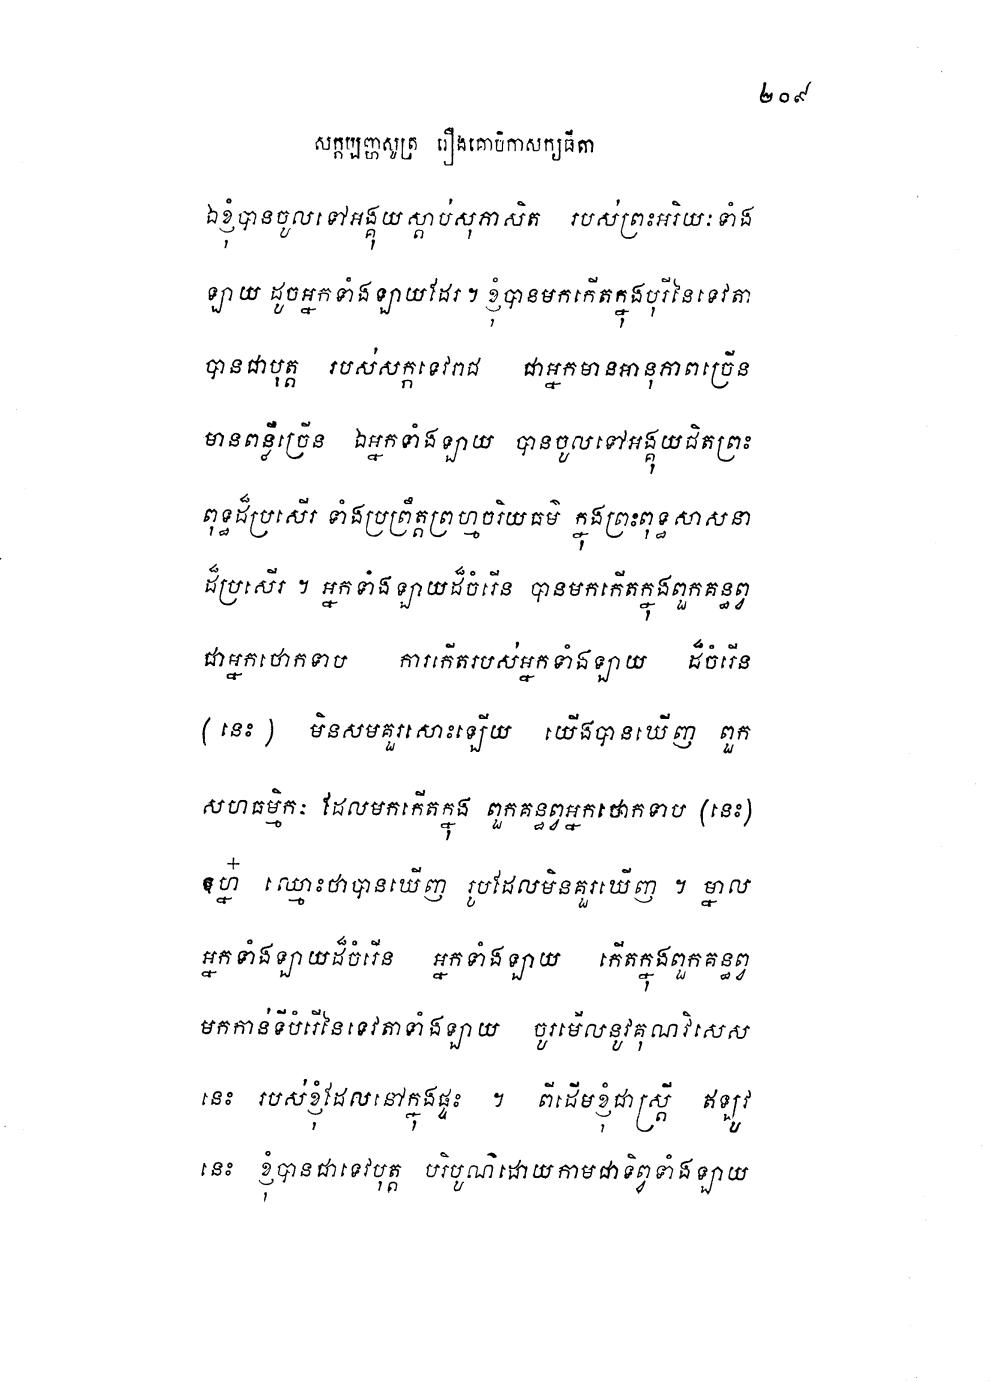 ២០៩
សក្កប្បញ្ហសូត្រ រឿងគោបិកាសក្យធីតា
ឯខ្ញុំបានចូលទៅអង្គុយស្តាប់សុភាសិត របស់ព្រះអរិយៈទាំង
ឡាយ ដូចអ្នកទាំងឡាយដែរ។ ខ្ញុំបានមកកើតក្នុងបុរីនៃទេវតា
បានជាបុត្ត របស់សក្កទេវរាជ ជាអ្នកមានអានុភាពច្រើន
មានពន្លឺច្រើន ឯអ្នកទាំងឡាយ បានចូលទៅអង្គុយជិតព្រះ
ពុទ្ធដ៏ប្រសើរ ទាំងប្រព្រឹត្តព្រហ្មចរិយធម៌ ក្នុងព្រះពុទ្ធសាសនា
ដ៏ប្រសើរ ។ អ្នកទាំងឡាយដ៏ចំរើន បានមកកើតក្នុងពួកគន្ធព្វ
ជាអ្នកថោកទាប ការកើតរបស់អ្នកទាំងឡាយ ដ៏ចំរើន
(នេះ) មិនសមគួរសោះឡើយ យើងបានឃើញ ពួក
សហធម្មិកៈ ដែលមកកើតក្នុង ពួកគន្ធព្វអ្នកថោកទាប (នេះ)
ឈ្មោះថាបានឃើញ រូបដែលមិនគួរឃើញ ។ ម្នាល
អ្នកទាំងឡាយដ៏ចំរើន អ្នកទាំងឡាយ កើតក្នុងពួកគន្ធព្វ
មកកាន់ទីបំរើនៃទេវតាទាំងឡាយ ចូរមើលនូវគុណវិសេស
នេះ របស់ខ្ញុំដែលនៅក្នុងផ្ទះ ។ ពីដើមខ្ញុំជាស្ត្រី ឥឡូវ
នេះ ខ្ញុំបានជាទេវបុត្ត បរិបូណ៌ដោយកាមជាទិព្វទាំងឡាយ